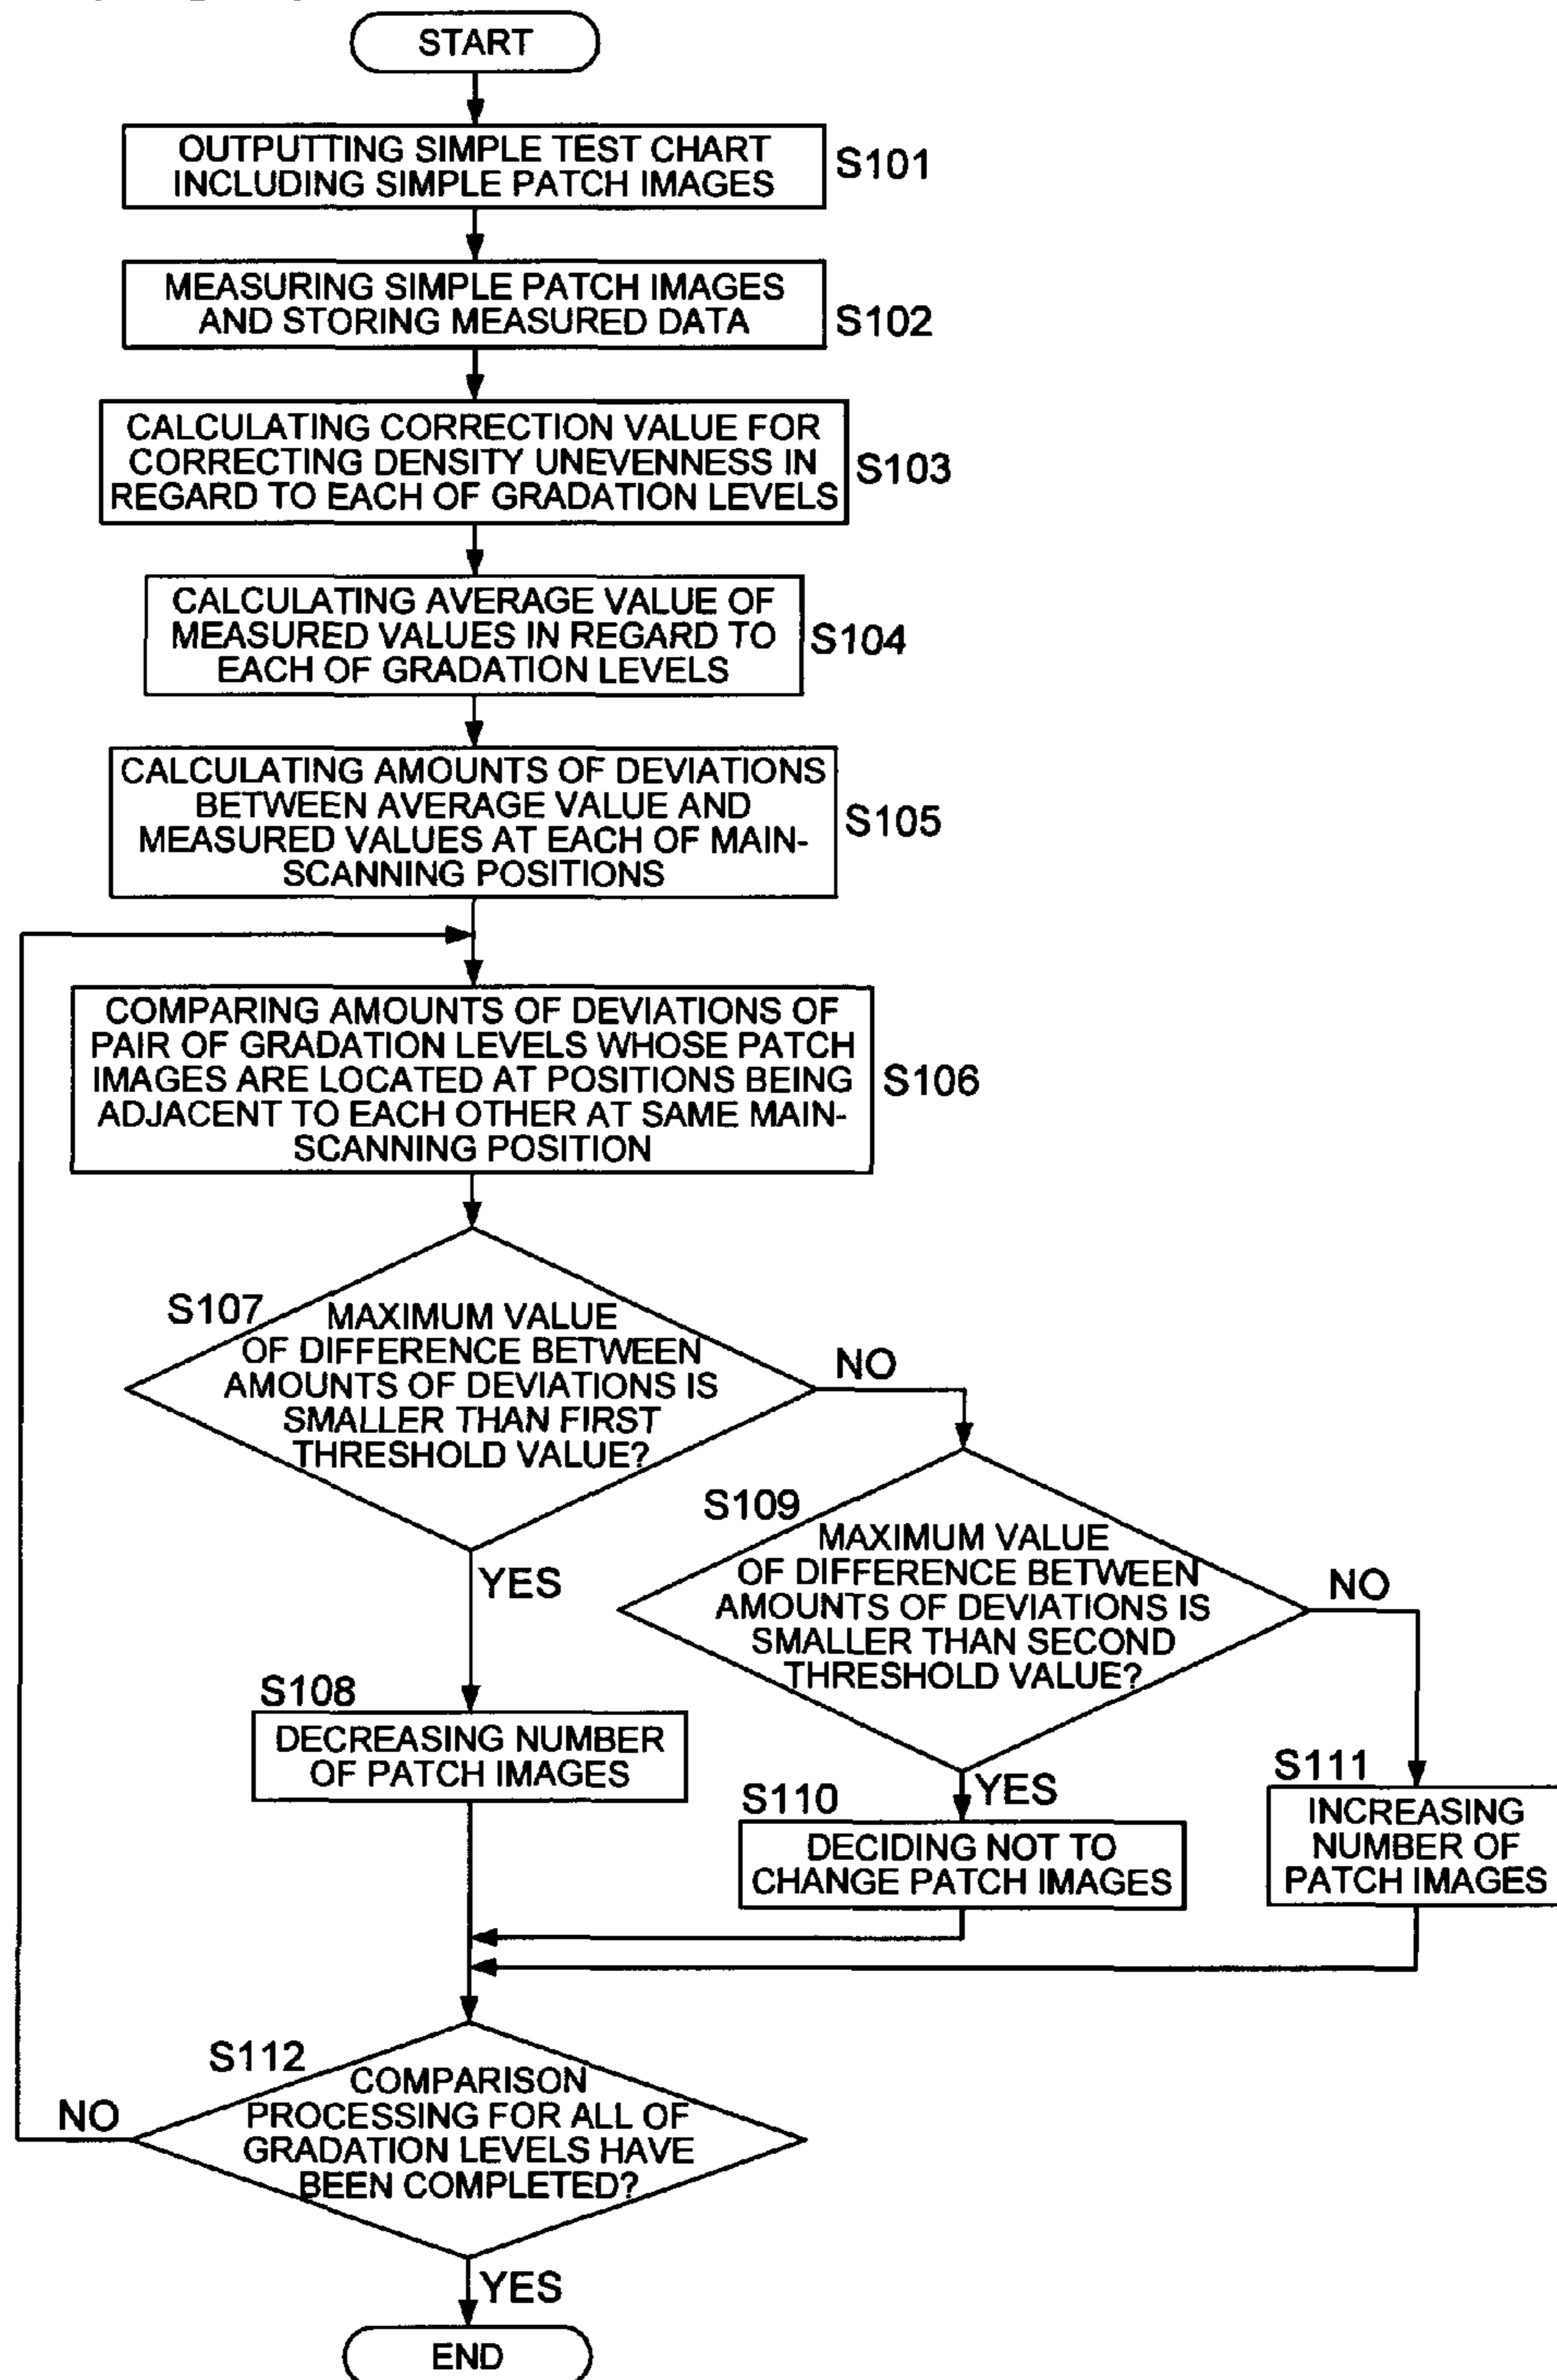 START
OUTPUTTING SIMPLE TEST CHART
INCLUDING SIMPLE PATCH IMAGES
S101
MEASURING SIMPLE PATCH IMAGES
AND STORING MEASURED DATA
S102
CALCULATING CORRECTION VALUE FOR
CORRECTING DENSITY UNEVENNESS IN
REGARD TO EACH OF GRADATION LEVELS
S103
CALCULATING AVERAGE VALUE OF
MEASURED VALUES IN REGARD TO
EACH OF GRADATION LEVELS
S104
CALCULATING AMOUNTS OF DEVIATIONS
BETWEEN AVERAGE VALUE AND
MEASURED VALUES AT EACH OF MAIN-
SCANNING POSITIONS
S105
COMPARING AMOUNTS OF DEVIATIONS OF
PAIR OF GRADATION LEVELS WHOSE PATCH
IMAGES ARE LOCATED AT POSITIONS BEING
ADJACENT TO EACH OTHER AT SAME MAIN-
SCANNING POSITION
S106
S107
MAXIMUM VALUE
OF DIFFERENCE BETWEEN
AMOUNTS OF DEVIATIONS IS
SMALLER THAN FIRST
THRESHOLD VALUE?
NO
YES
S109
MAXIMUM VALUE
OF DIFFERENCE BETWEEN
AMOUNTS OF DEVIATIONS IS
SMALLER THAN SECOND
THRESHOLD VALUE?
NO
YES
S108
DECREASING NUMBER
OF PATCH IMAGES
S110
DECIDING NOT TO
CHANGE PATCH IMAGES
S111
INCREASING
NUMBER OF
PATCH IMAGES
S112
COMPARISON
PROCESSING FOR ALL OF
GRADATION LEVELS HAVE
BEEN COMPLETED?
NO
YES
END